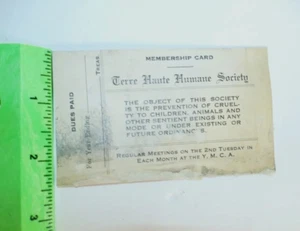 MEMBERSHIP CARD
Terre Haute Humane Society
THE OBJECT OF THIS SOCIETY
IS THE PREVENTION OF CRUEL-
TY TO CHILDREN, ANIMALS AND
OTHER SENTIENT BEINGS IN ANY
MODE OR UNDER EXISTING OR
FUTURE ORDINANCES.
REGULAR MEETINGS ON THE 2ND TUESDAY IN
EACH MONTH AT THE Y. M. C. A.
DUES PAID
TREAS.
1
2
3